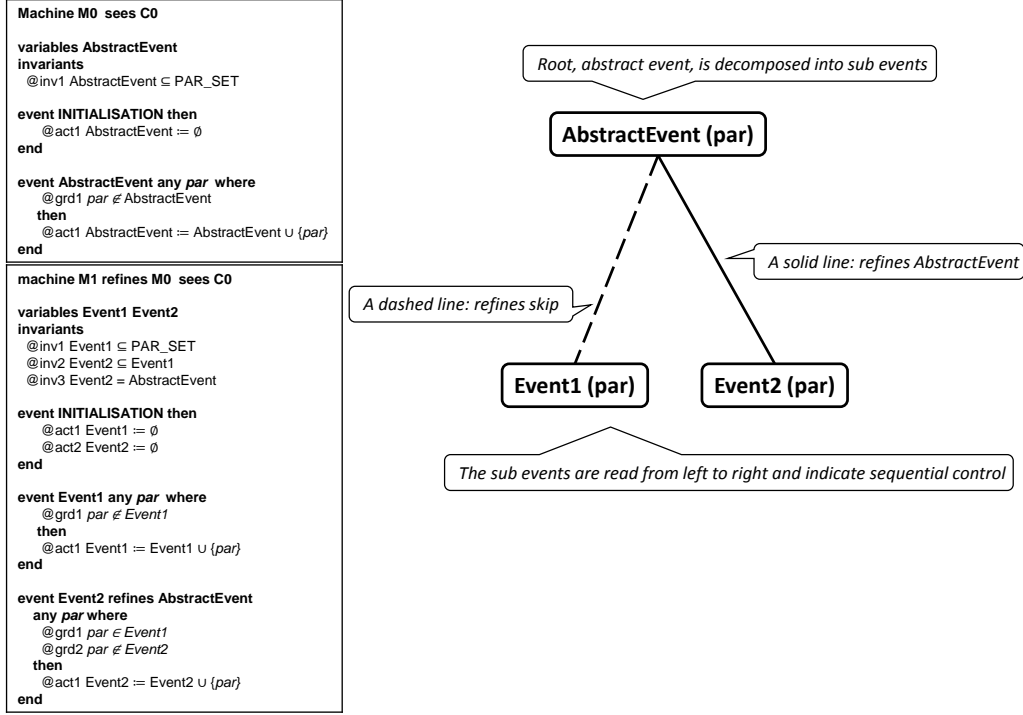 Machine M0  sees C0
variables AbstractEvent
invariants
@inv1 AbstractEvent ⊆ PAR_SET
event INITIALISATION then
@act1 AbstractEvent ≔ ∅
end
event AbstractEvent any par  where
@grd1 par ∉ AbstractEvent
then
@act1 AbstractEvent ≔ AbstractEvent ∪ {par}
end
machine M1 refines M0  sees C0
variables Event1 Event2
invariants
@inv1 Event1 ⊆ PAR_SET
@inv2 Event2 ⊆ Event1
@inv3 Event2 = AbstractEvent
event INITIALISATION then
@act1 Event1 ≔ ∅
@act2 Event2 ≔ ∅
end
event Event1 any par  where
@grd1 par ∉ Event1
then
@act1 Event1 ≔ Event1 ∪ {par}
end
event Event2 refines AbstractEvent
any par where
@grd1 par ∈ Event1
@grd2 par ∉ Event2
then
@act1 Event2 ≔ Event2 ∪ {par}
end
Root, abstract event, is decomposed into sub events
AbstractEvent (par)
A solid line: refines AbstractEvent
A dashed line: refines skip
Event1 (par)
Event2 (par)
The sub events are read from left to right and indicate sequential control